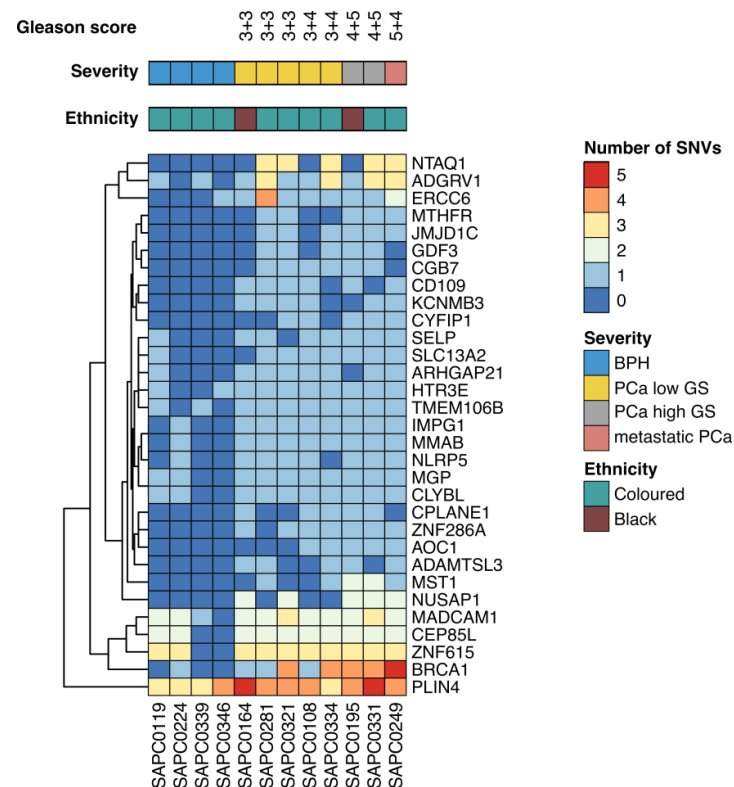 Gleason score
3+3
3+3
3+3
3+4
3+4
4+5
4+5
5+4
Severity
Ethnicity
NTAQ1
ADGRV1
ERCC6
MTHFR
JMJD1C
GDF3
CGB7
CD109
KCNMB3
CYFIP1
SELP
SLC13A2
ARHGAP21
HTR3E
TMEM106B
IMPG1
MMAB
NLRP5
MGP
CLYBL
CPLANE1
ZNF286A
AOC1
ADAMTSL3
MST1
NUSAP1
MADCAM1
CEP85L
ZNF615
BRCA1
PLIN4
SAPC0119
SAPC0224
SAPC0339
SAPC0346
SAPC0164
SAPC0281
SAPC0321
SAPC0108
SAPC0334
SAPC0195
SAPC0331
SAPC0249
Number of SNVs
5
4
3
2
1
0
Severity
BPH
PCa low GS
PCa high GS
metastatic PCa
Ethnicity
Coloured
Black